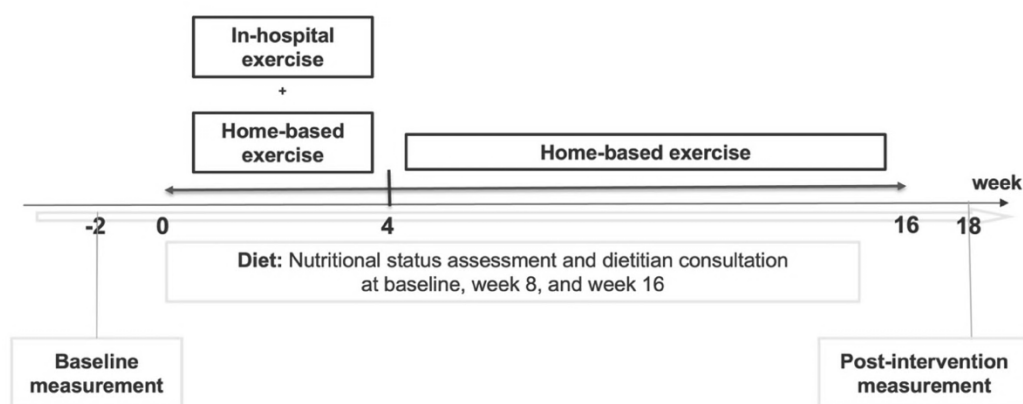 In-hospital
exercise
+
Home-based
exercise
Home-based exercise
week
-2 0 4 16 18
Diet: Nutritional status assessment and dietitian consultation
at baseline, week 8, and week 16
Baseline
measurement
Post-intervention
measurement